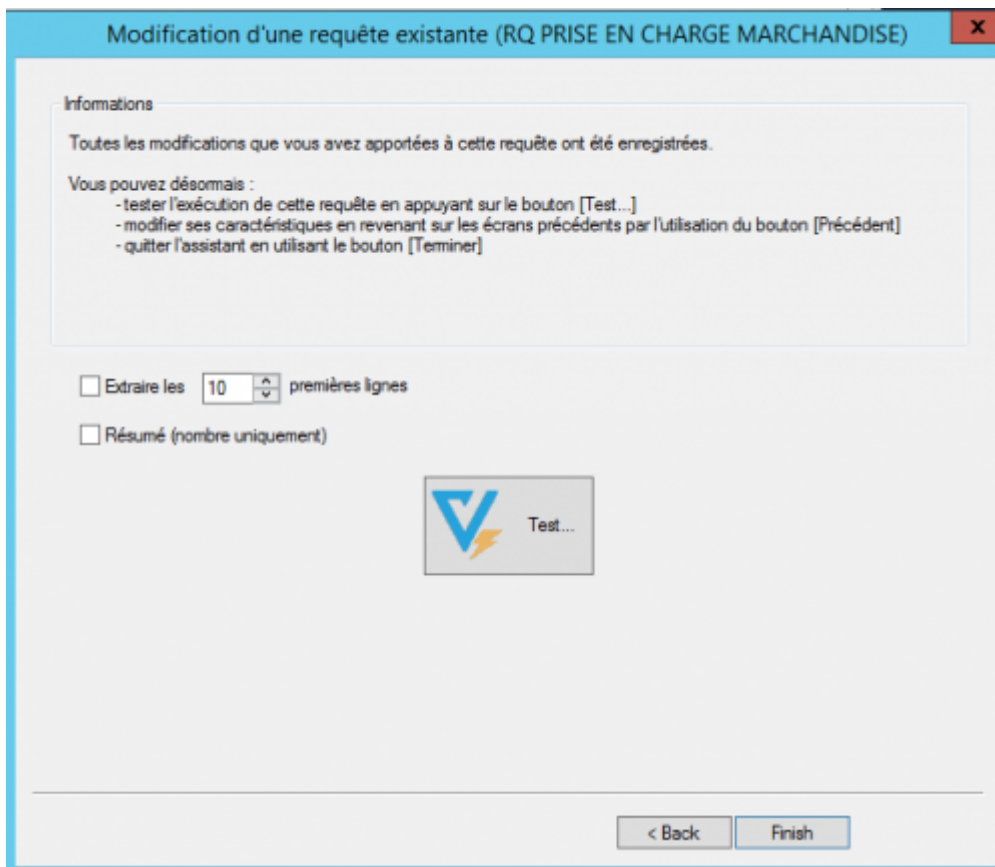 Modification d'une requête existante (RQ PRISE EN CHARGE MARCHANDISE)
x
Informations
Toutes les modifications que vous avez apportées à cette requête ont été enregistrées.
Vous pouvez désormais :
- tester l'exécution de cette requête en appuyant sur le bouton [Test...]
- modifier ses caractéristiques en revenant sur les écrans précédents par l'utilisation du bouton [Précédent]
- quitter l'assistant en utilisant le bouton [Terminer]
Extraire les 10 premières lignes
Résumé (nombre uniquement)
Test...
< Back Finish